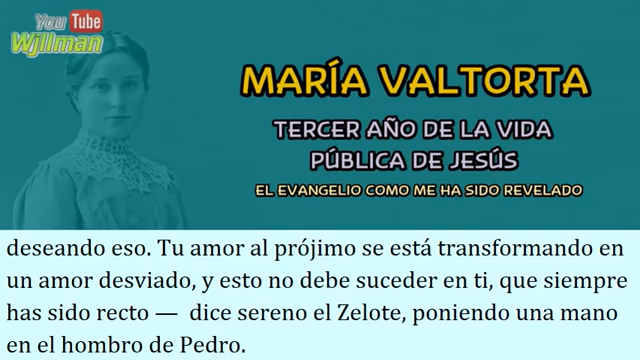 You Tube
Wjllman
MARÍA VALTORTA
TERCER AÑO DE LA VIDA
PÚBLICA DE JESÚS
EL EVANGELIO COMO ME HA SIDO REVELADO
deseando eso. Tu amor al prójimo se está transformando en
un amor desviado, y esto no debe suceder en ti, que siempre
has sido recto — dice sereno el Zelote, poniendo una mano
en el hombro de Pedro.